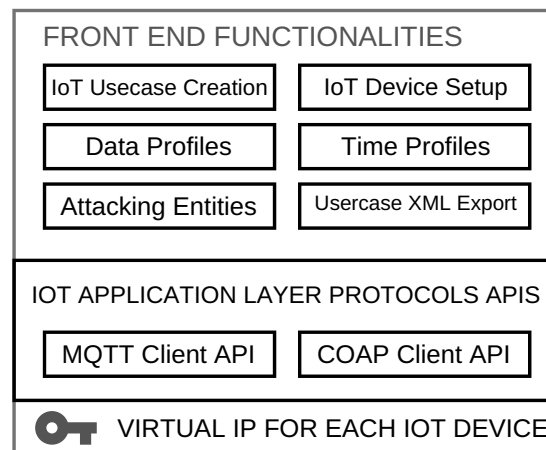 FRONT END FUNCTIONALITIES
IoT Usecase Creation
IoT Device Setup
Data Profiles
Time Profiles
Attacking Entities
Usercase XML Export
IOT APPLICATION LAYER PROTOCOLS APIS
MQTT Client API
COAP Client API
VIRTUAL IP FOR EACH IOT DEVICE